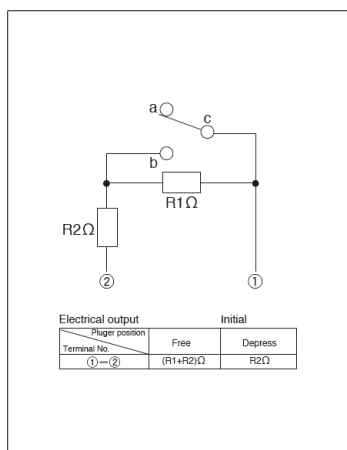 a
c
b
R1Ω
R2Ω
② ①
Electrical output Initial
Pluger position
Terminal No.
Free Depress
①—② (R1+R2)Ω R2Ω